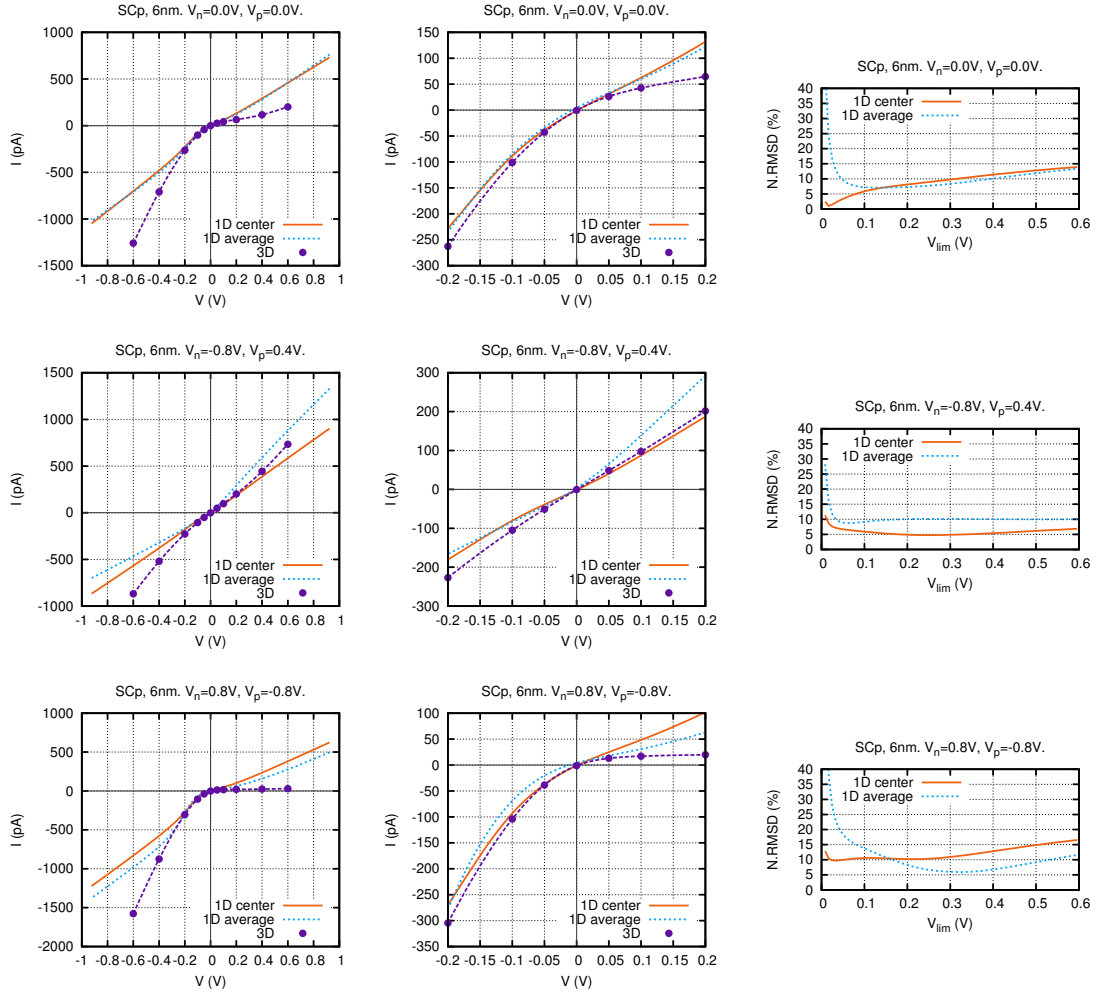 SCp, 6nm. V_n=0.0V, V_p=0.0V.
1000
500
0
-500
-1000
-1500
I (pA)
-1 -0.8 -0.6 -0.4 -0.2 0 0.2 0.4 0.6 0.8 1
V (V)
1D center
1D average
3D
SCp, 6nm. V_n=0.0V, V_p=0.0V.
150
100
50
0
-50
-100
-150
-200
-250
-300
I (pA)
-0.2 -0.15 -0.1 -0.05 0 0.05 0.1 0.15 0.2
V (V)
1D center
1D average
3D
SCp, 6nm. V_n=0.0V, V_p=0.0V.
40
35
30
25
20
15
10
5
0
N.RMSD (%)
0 0.1 0.2 0.3 0.4 0.5 0.6
V_lim (V)
1D center
1D average
SCp, 6nm. V_n=-0.8V, V_p=0.4V.
1500
1000
500
0
-500
-1000
I (pA)
-1 -0.8 -0.6 -0.4 -0.2 0 0.2 0.4 0.6 0.8 1
V (V)
1D center
1D average
3D
SCp, 6nm. V_n=-0.8V, V_p=0.4V.
300
200
100
0
-100
-200
-300
I (pA)
-0.2 -0.15 -0.1 -0.05 0 0.05 0.1 0.15 0.2
V (V)
1D center
1D average
3D
SCp, 6nm. V_n=-0.8V, V_p=0.4V.
40
35
30
25
20
15
10
5
0
N.RMSD (%)
0 0.1 0.2 0.3 0.4 0.5 0.6
V_lim (V)
1D center
1D average
SCp, 6nm. V_n=0.8V, V_p=-0.8V.
1000
500
0
-500
-1000
-1500
-2000
I (pA)
-1 -0.8 -0.6 -0.4 -0.2 0 0.2 0.4 0.6 0.8 1
V (V)
1D center
1D average
3D
SCp, 6nm. V_n=0.8V, V_p=-0.8V.
100
50
0
-50
-100
-150
-200
-250
-300
-350
I (pA)
-0.2 -0.15 -0.1 -0.05 0 0.05 0.1 0.15 0.2
V (V)
1D center
1D average
3D
SCp, 6nm. V_n=0.8V, V_p=-0.8V.
40
35
30
25
20
15
10
5
0
N.RMSD (%)
0 0.1 0.2 0.3 0.4 0.5 0.6
V_lim (V)
1D center
1D average